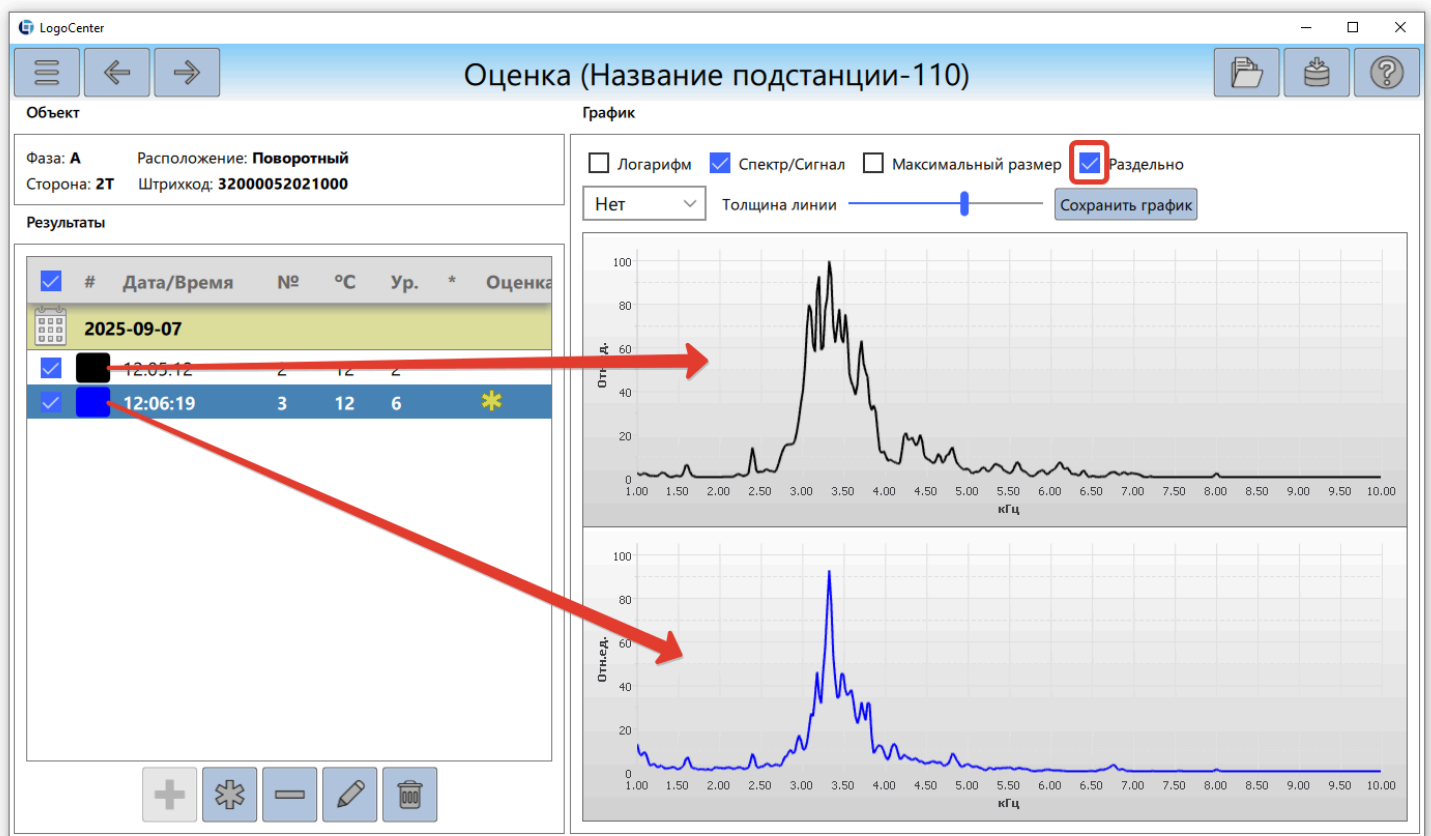 LogoCenter
Оценка (Название подстанции-110)
Объект
Фаза: А Расположение: Поворотный
Сторона: 2Т Штрихкод: 32000052021000
Результаты
# Дата/Время № °C Ур. * Оценка
2025-09-07
12:05:12 2 12 2
12:06:19 3 12 6
График
Логарифм Спектр/Сигнал Максимальный размер Раздельно
Нет Толщина линии Сохранить график
Отн.ед.
100
80
60
40
20
0
1.00 1.50 2.00 2.50 3.00 3.50 4.00 4.50 5.00 5.50 6.00 6.50 7.00 7.50 8.00 8.50 9.00 9.50 10.00
кГц
Отн.ед.
100
80
60
40
20
0
1.00 1.50 2.00 2.50 3.00 3.50 4.00 4.50 5.00 5.50 6.00 6.50 7.00 7.50 8.00 8.50 9.00 9.50 10.00
кГц